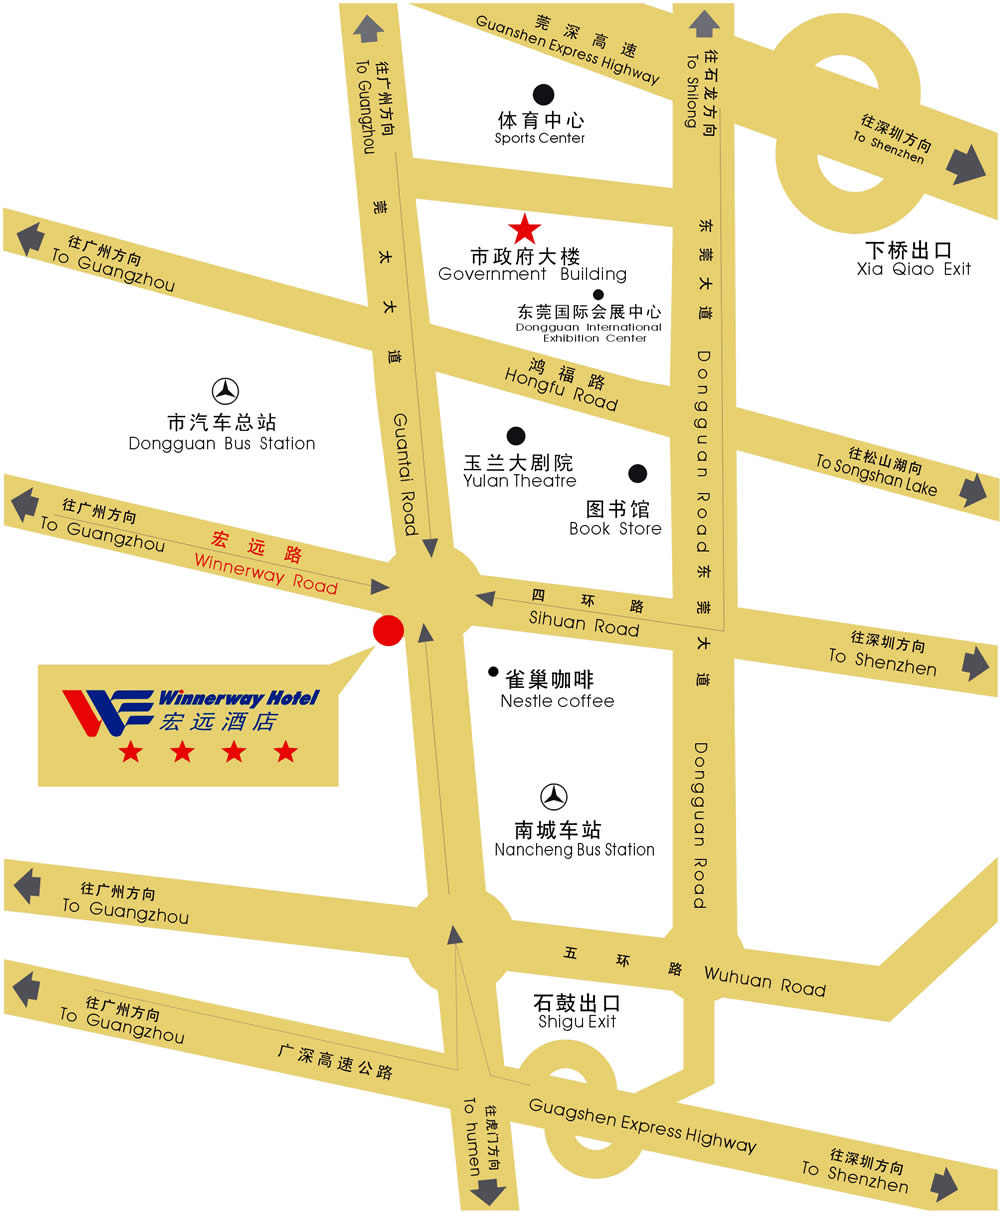 莞深高速
Guanshen Express Highway
往广州方向
To Guangzhou
往石龙方向
To Shilong
体育中心
Sports Center
往深圳方向
To Shenzhen
莞太大道
Guantai Road
东莞大道
Dongguan Road
市政府大楼
Government Building
下桥出口
Xia Qiao Exit
往广州方向
To Guangzhou
东莞国际会展中心
Dongguan International
Exhibition Center
鸿福路
Hongfu Road
市汽车总站
Dongguan Bus Station
玉兰大剧院
Yulan Theatre
往松山湖向
To Songshan Lake
图书馆
Book Store
往广州方向
To Guangzhou
宏远路
Winnerway Road
四环路
Sihuan Road
东莞大道
Dongguan Road
往深圳方向
To Shenzhen
WE
Winnerway Hotel
宏远酒店
雀巢咖啡
Nestle coffee
南城车站
Nancheng Bus Station
往广州方向
To Guangzhou
五环路
Wuhuan Road
往广州方向
To Guangzhou
石鼓出口
Shigu Exit
广深高速公路
Guagshen Express Highway
往虎门方向
To humen
往深圳方向
To Shenzhen